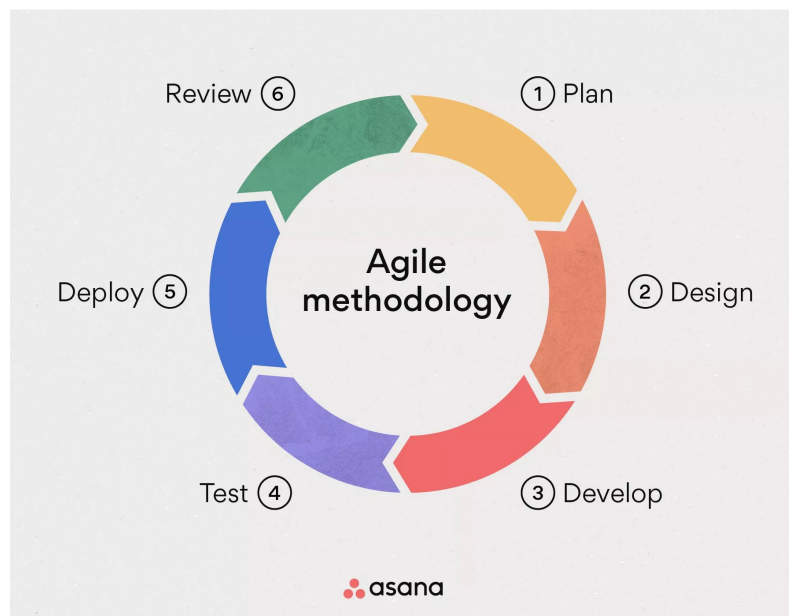 Agile
methodology
1 Plan
2 Design
3 Develop
4 Test
5 Deploy
6 Review
asana